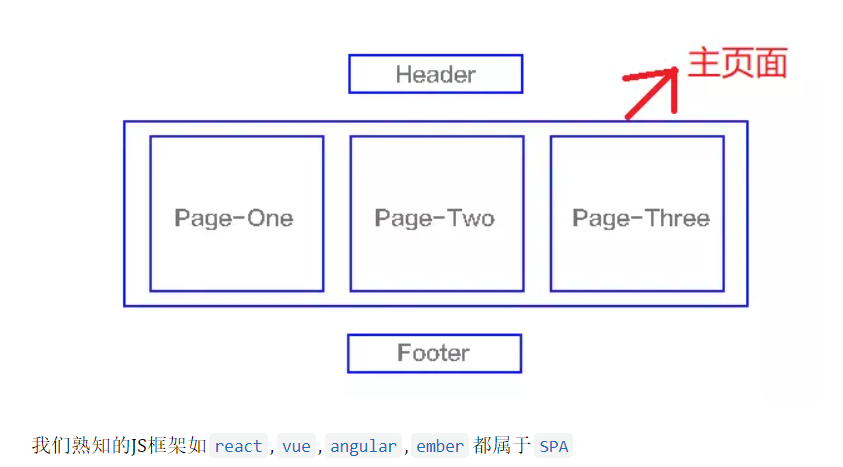 Header
主页面
Page-One
Page-Two
Page-Three
Footer
我们熟知的JS框架如 react , vue , angular , ember 都属于 SPA